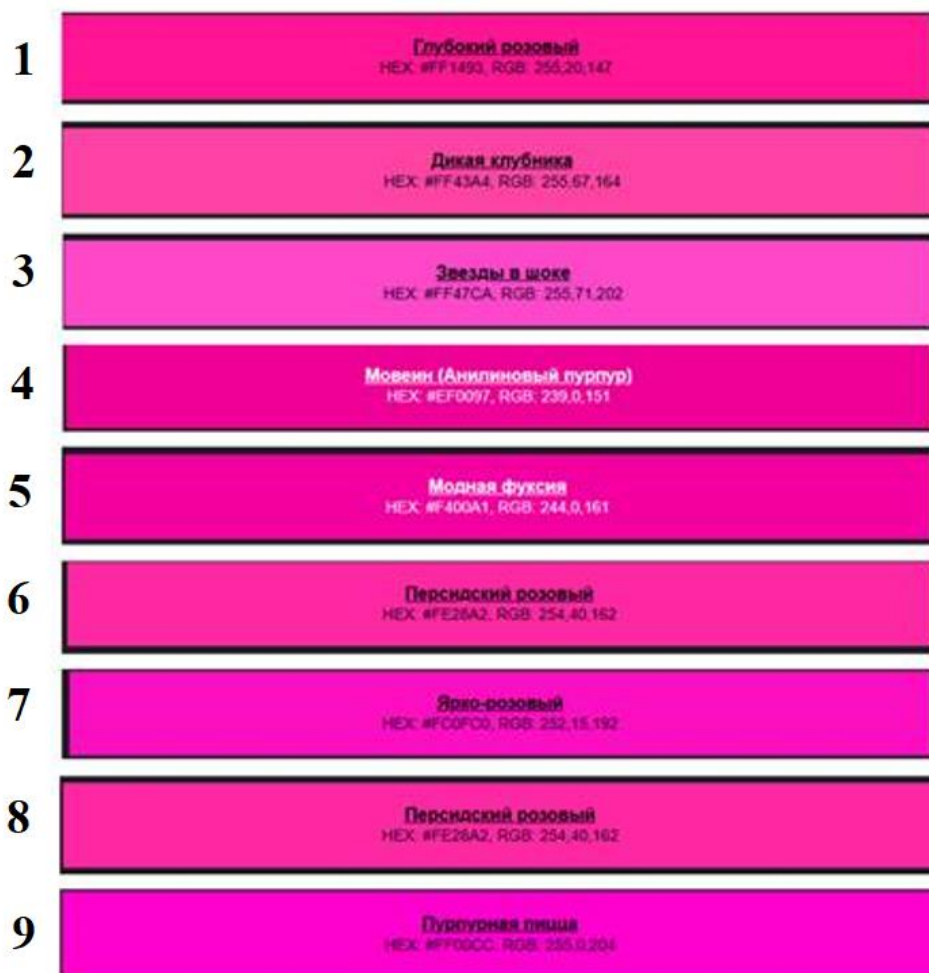 1
Глубокий розовый
HEX: #FF1493, RGB: 255,20,147
2
Дикая клубника
HEX: #FF43A4, RGB: 255,67,164
3
Звезды в шоке
HEX: #FF47CA, RGB: 255,71,202
4
Мовеин (Анилиновый пурпур)
HEX: #EF0097, RGB: 239,0,151
5
Модная фуксия
HEX: #F400A1, RGB: 244,0,161
6
Персидский розовый
HEX: #FE28A2, RGB: 254,40,162
7
Ярко-розовый
HEX: #FC0FC0, RGB: 252,15,192
8
Персидский розовый
HEX: #FE28A2, RGB: 254,40,162
9
Пурпурная пицца
HEX: #FF00CC, RGB: 255,0,204